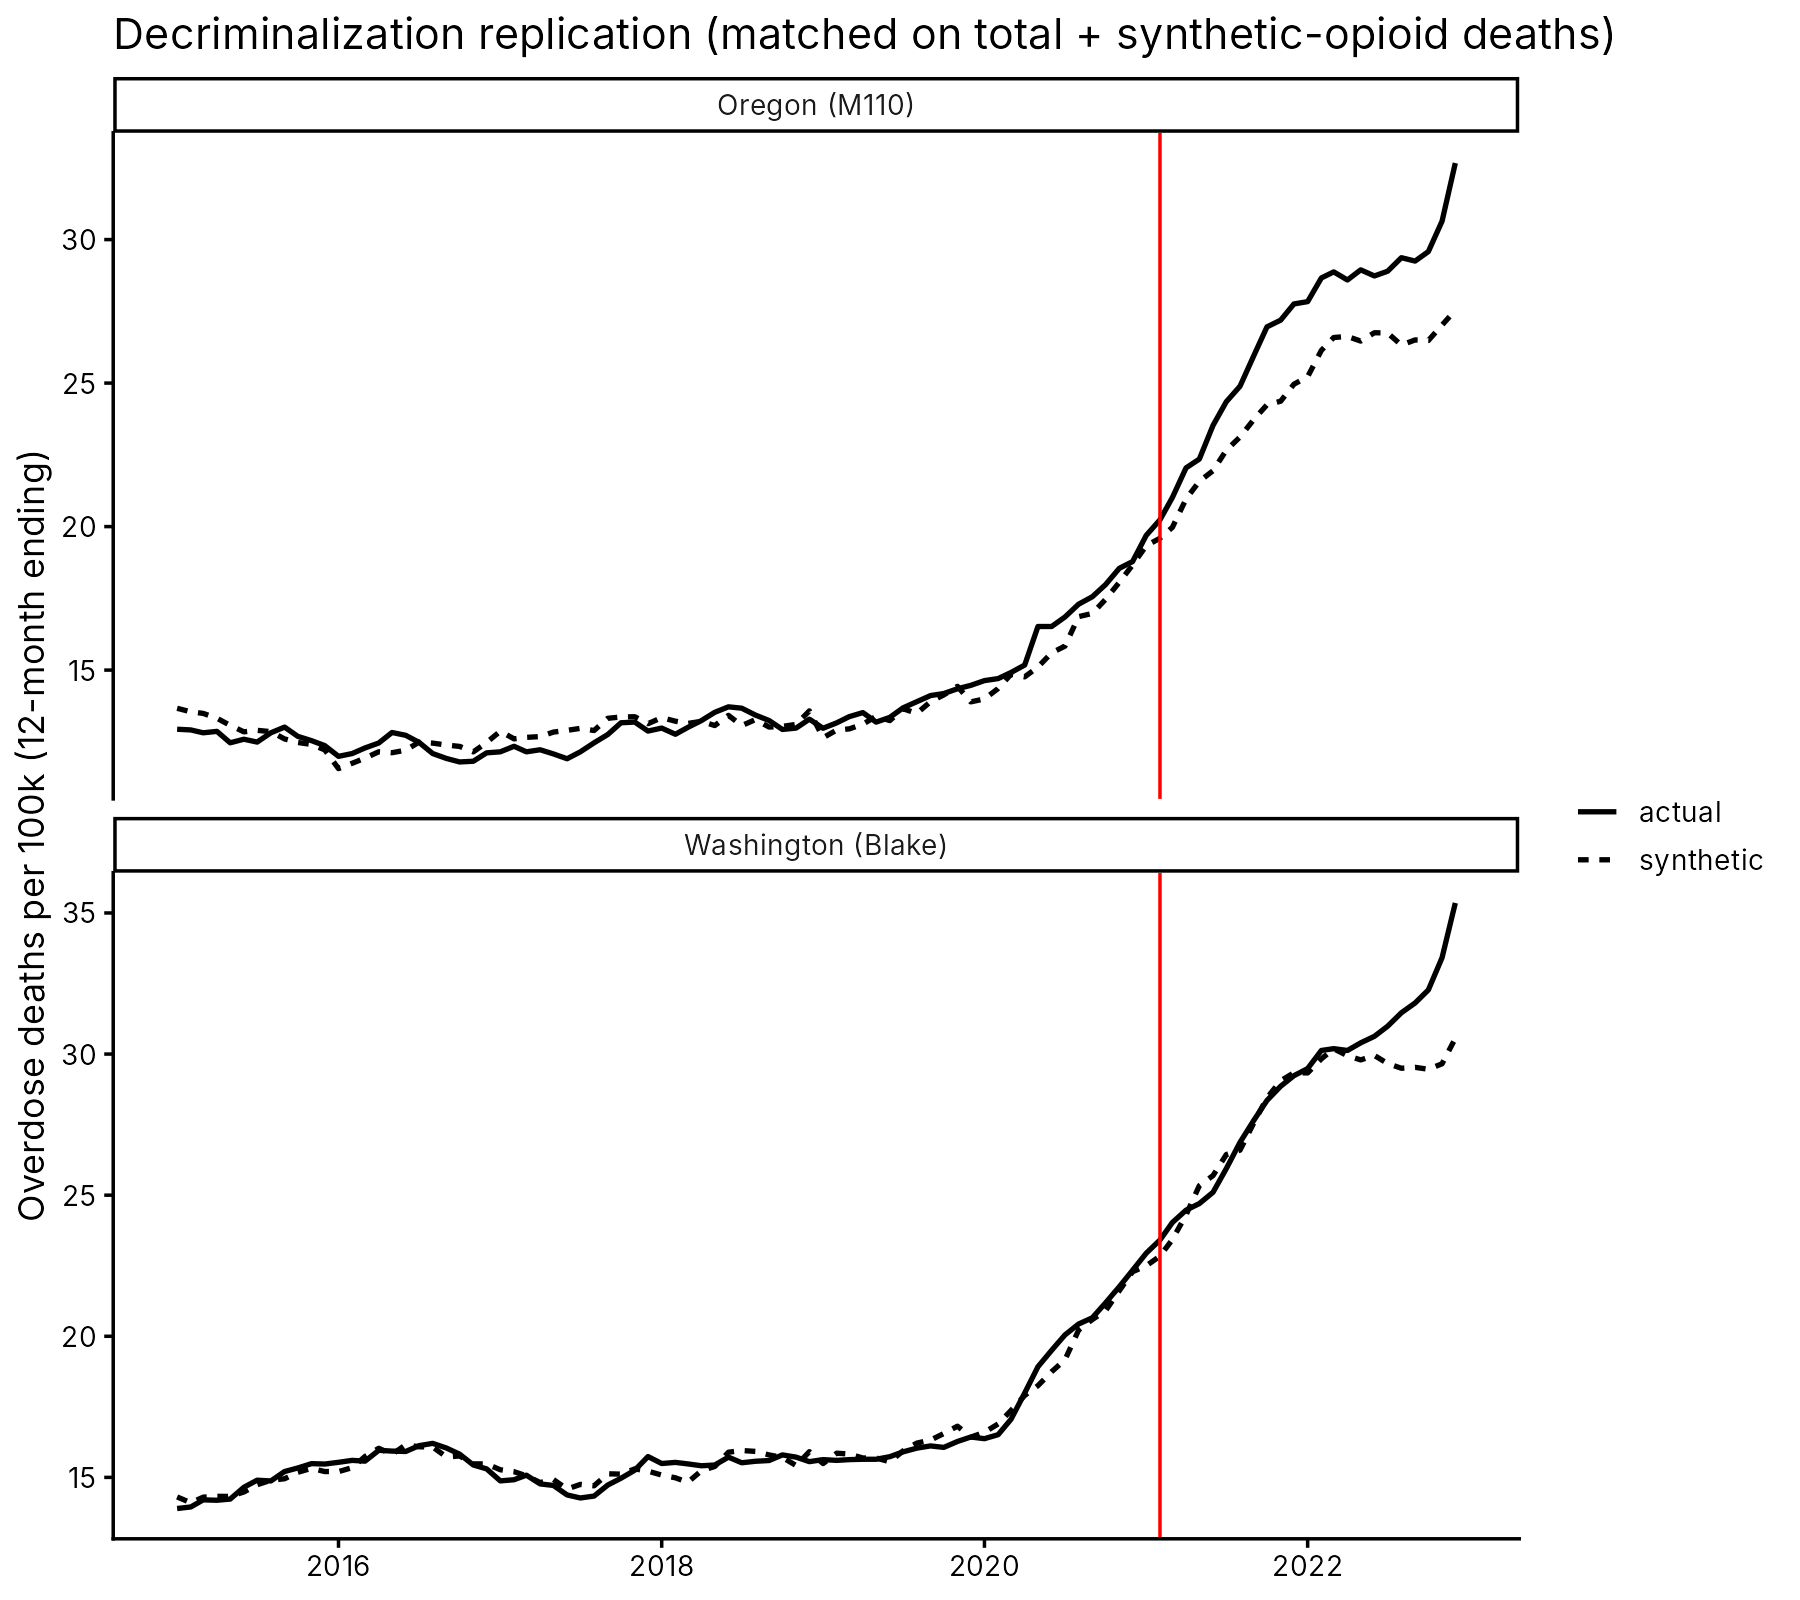 Decriminalization replication (matched on total + synthetic-opioid deaths)
Oregon (M110)
30
25
20
15
Overdose deaths per 100k (12-month ending)
actual
synthetic
Washington (Blake)
35
30
25
20
15
2016 2018 2020 2022